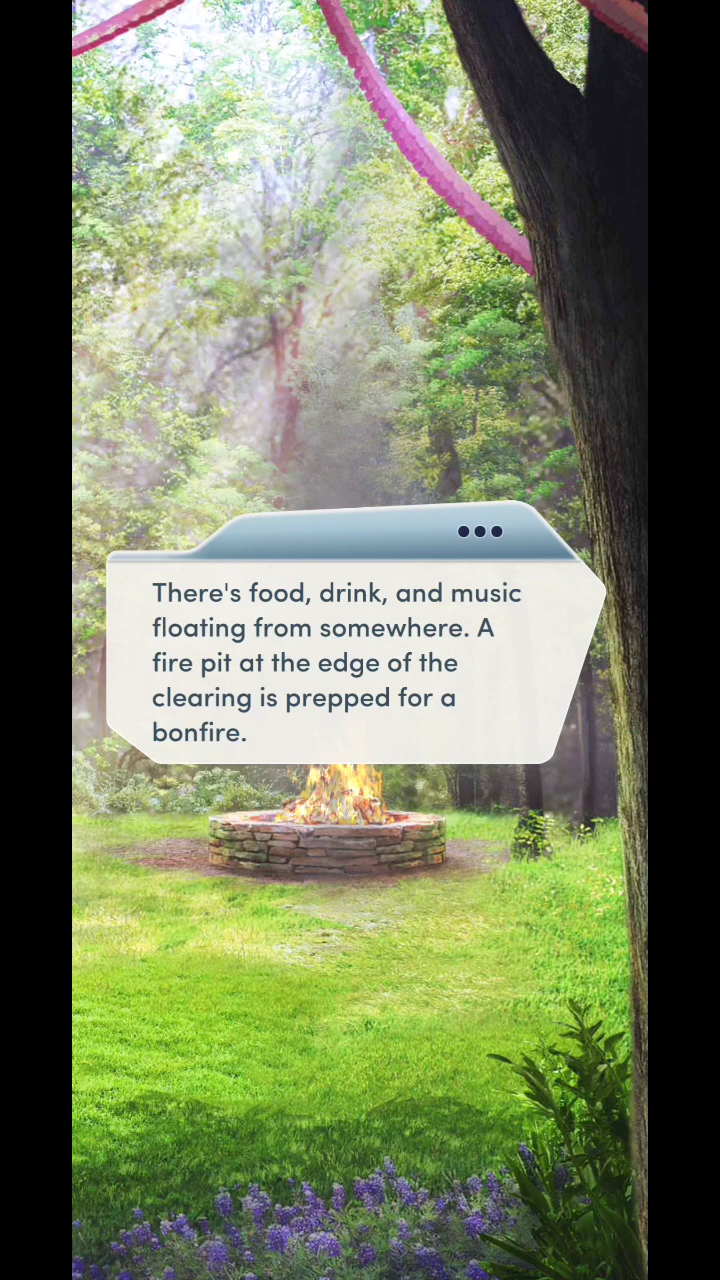 There's food, drink, and music
floating from somewhere. A
fire pit at the edge of the
clearing is prepped for a
bonfire.